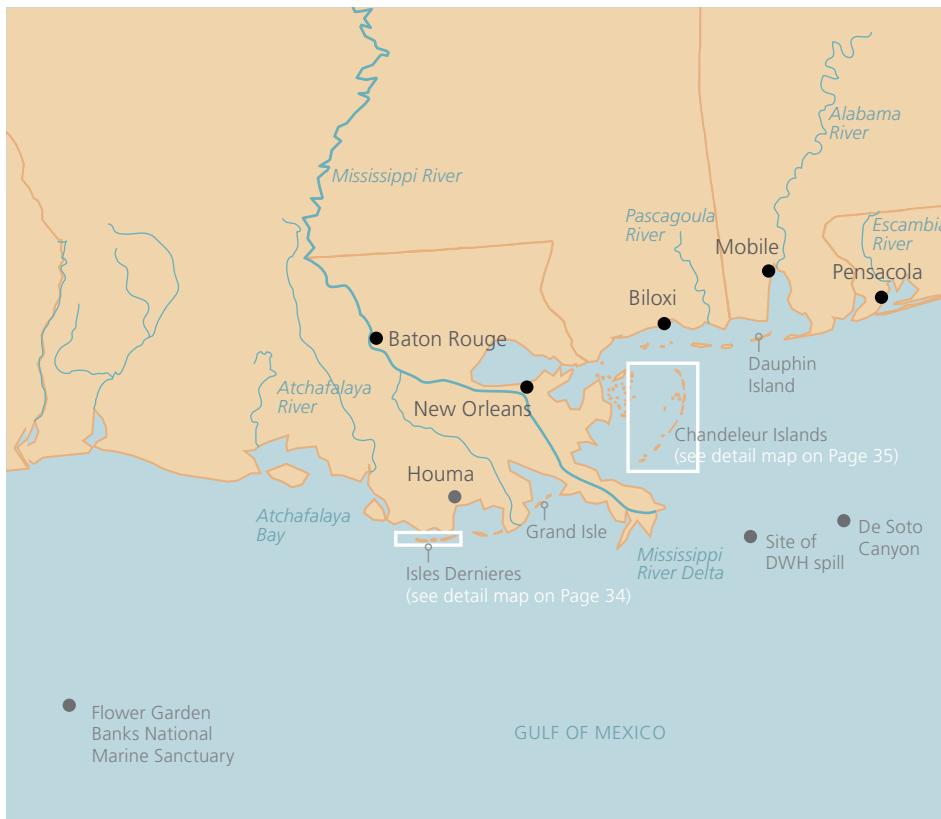 Alabama
River
Mississippi River
Pascagoula
River
Escambia
River
Mobile
Pensacola
Biloxi
Baton Rouge
Dauphin
Island
Atchafalaya
River
New Orleans
Chandeleur Islands
(see detail map on Page 35)
Houma
Atchafalaya
Bay
Grand Isle
De Soto
Canyon
Site of
DWH spill
Mississippi
River Delta
Isles Dernieres
(see detail map on Page 34)
Flower Garden
Banks National
Marine Sanctuary
GULF OF MEXICO